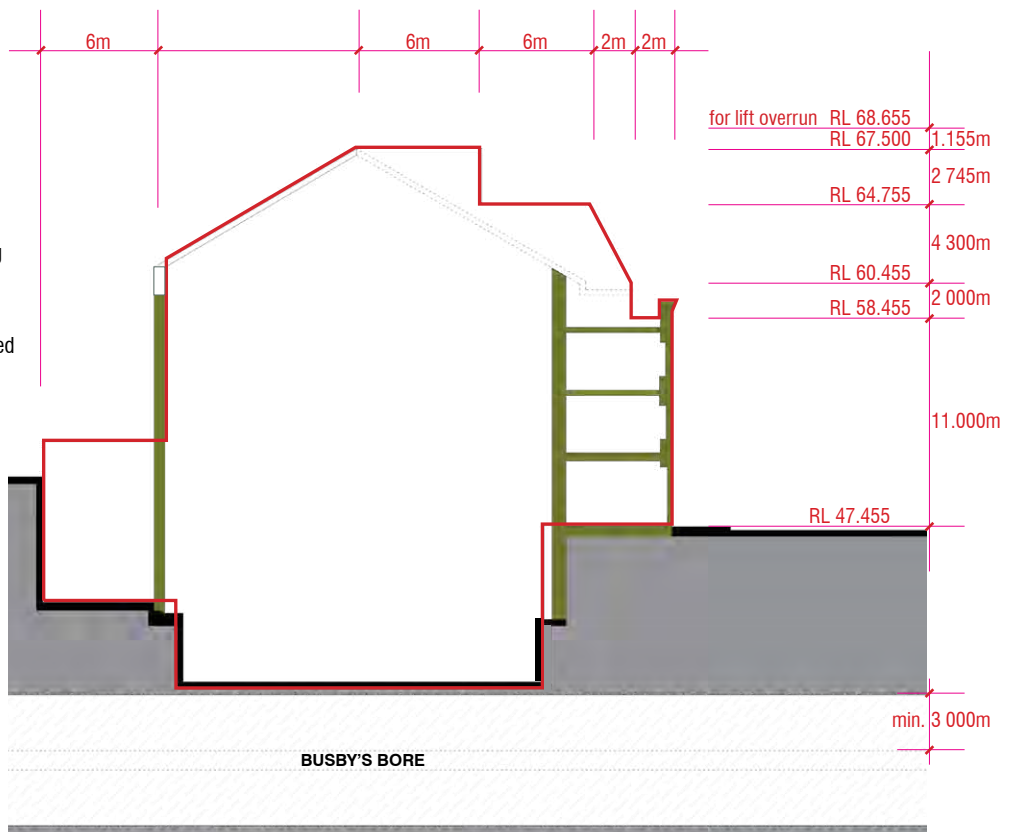 6m 6m 6m 2m 2m
for lift overrun RL 68.655
RL 67.500 1.155m
2 745m
RL 64.755
4 300m
g
RL 60.455
2 000m
RL 58.455
ed
11.000m
RL 47.455
min. 3 000m
BUSBY'S BORE